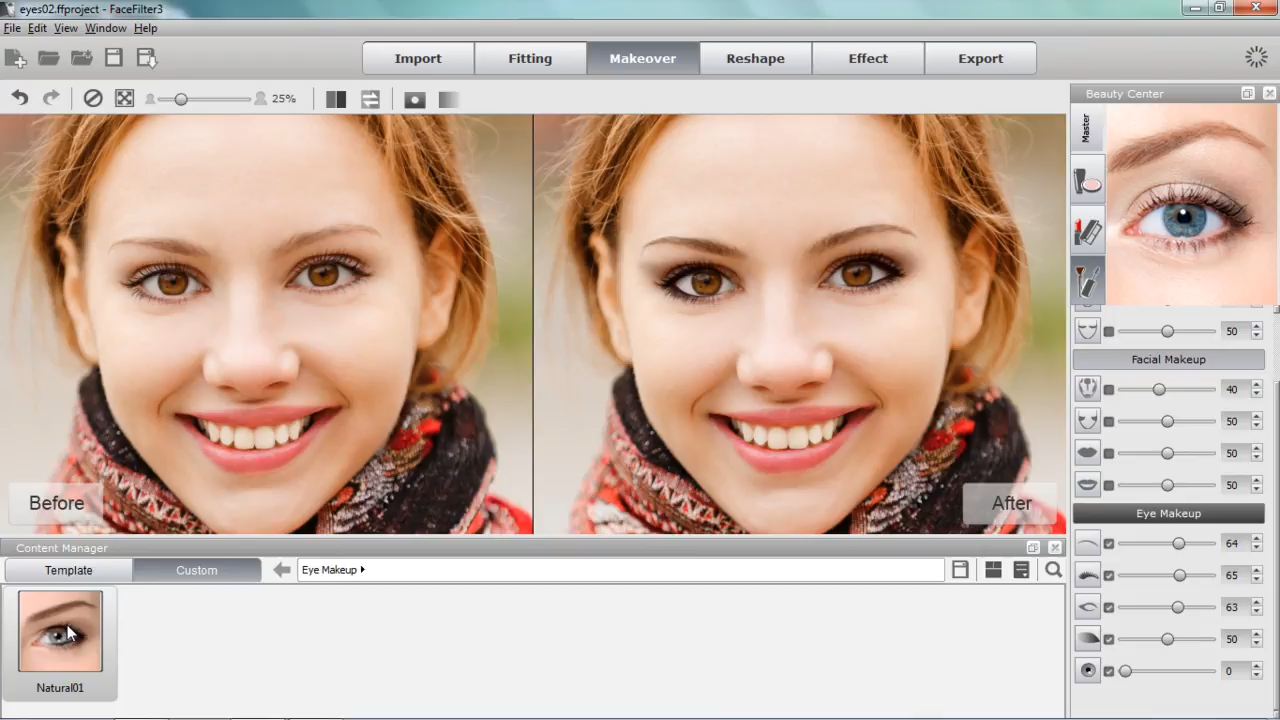 eyes02.ffproject - FaceFilter3
File Edit View Window Help
Import Fitting Makeover Reshape Effect Export
25%
Beauty Center
Master
50
Facial Makeup
40
50
50
50
Eye Makeup
64
65
63
50
0
Before
After
Content Manager
Template Custom Eye Makeup
Natural01